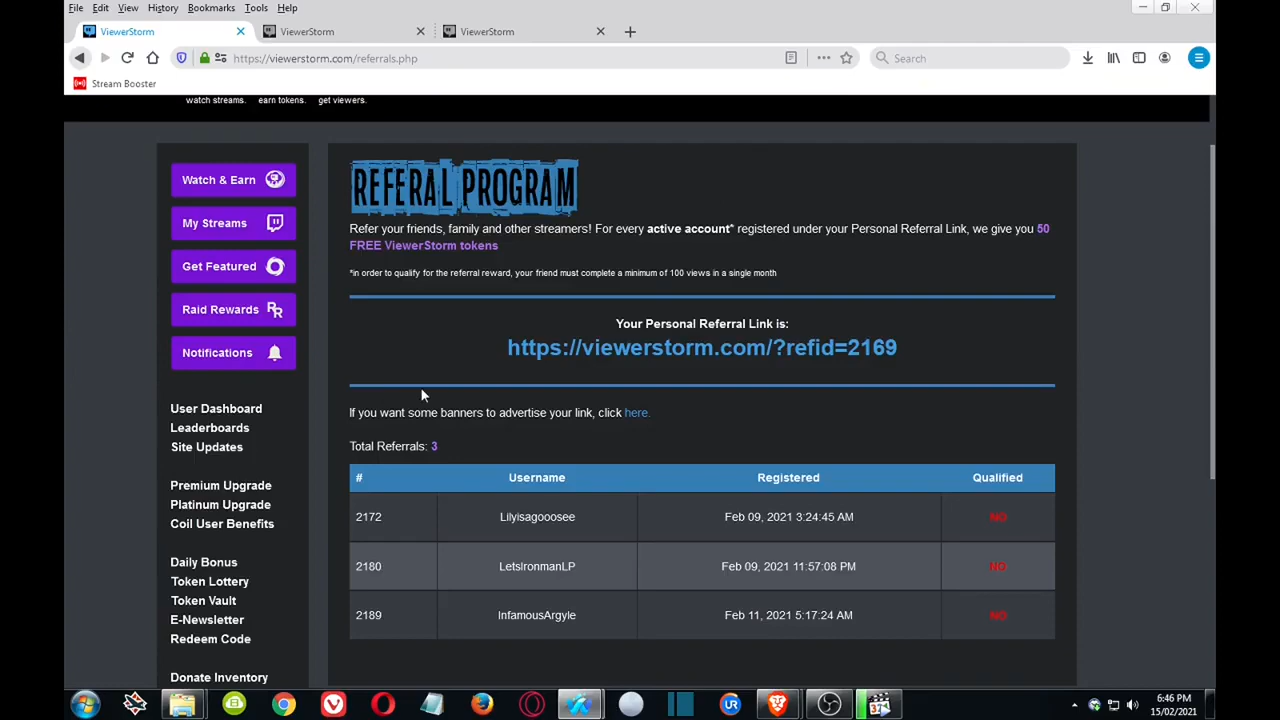 File Edit View History Bookmarks Tools Help
ViewerStorm ViewerStorm ViewerStorm
https://viewerstorm.com/referrals.php Search
Stream Booster
watch streams. earn tokens. get viewers.
Watch & Earn
My Streams
Get Featured
Raid Rewards
Notifications
User Dashboard
Leaderboards
Site Updates
Premium Upgrade
Platinum Upgrade
Coil User Benefits
Daily Bonus
Token Lottery
Token Vault
E-Newsletter
Redeem Code
Donate Inventory
REFERAL PROGRAM
Refer your friends, family and other streamers! For every active account* registered under your Personal Referral Link, we give you 50
FREE ViewerStorm tokens
*in order to qualify for the referral reward, your friend must complete a minimum of 100 views in a single month
Your Personal Referral Link is:
https://viewerstorm.com/?refid=2169
If you want some banners to advertise your link, click here.
Total Referrals: 3
# Username Registered Qualified
2172 Lilyisagooosee Feb 09, 2021 3:24:45 AM NO
2180 LetsIronmanLP Feb 09, 2021 11:57:08 PM NO
2189 InfamousArgyle Feb 11, 2021 5:17:24 AM NO
6:46 PM
15/02/2021